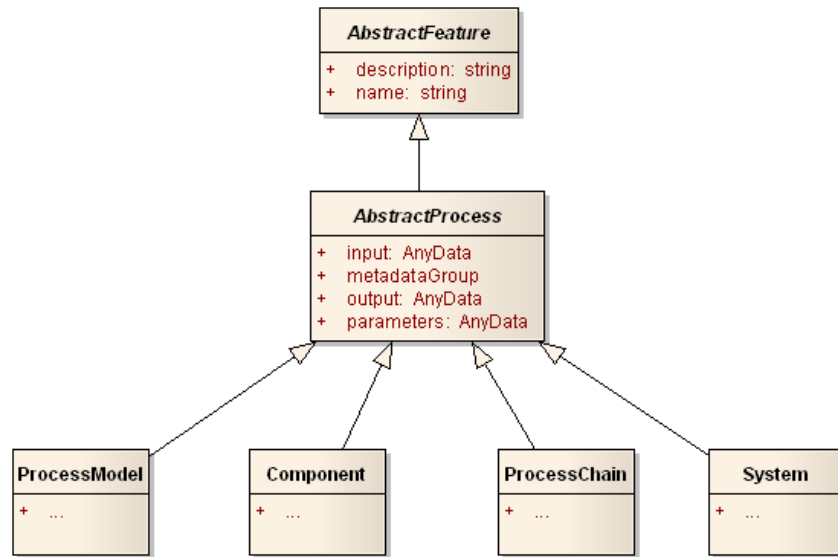 AbstractFeature
+ description: string
+ name: string
AbstractProcess
+ input: AnyData
+ metadataGroup
+ output: AnyData
+ parameters: AnyData
ProcessModel
+ ...
Component
+ ...
ProcessChain
+ ...
System
+ ...